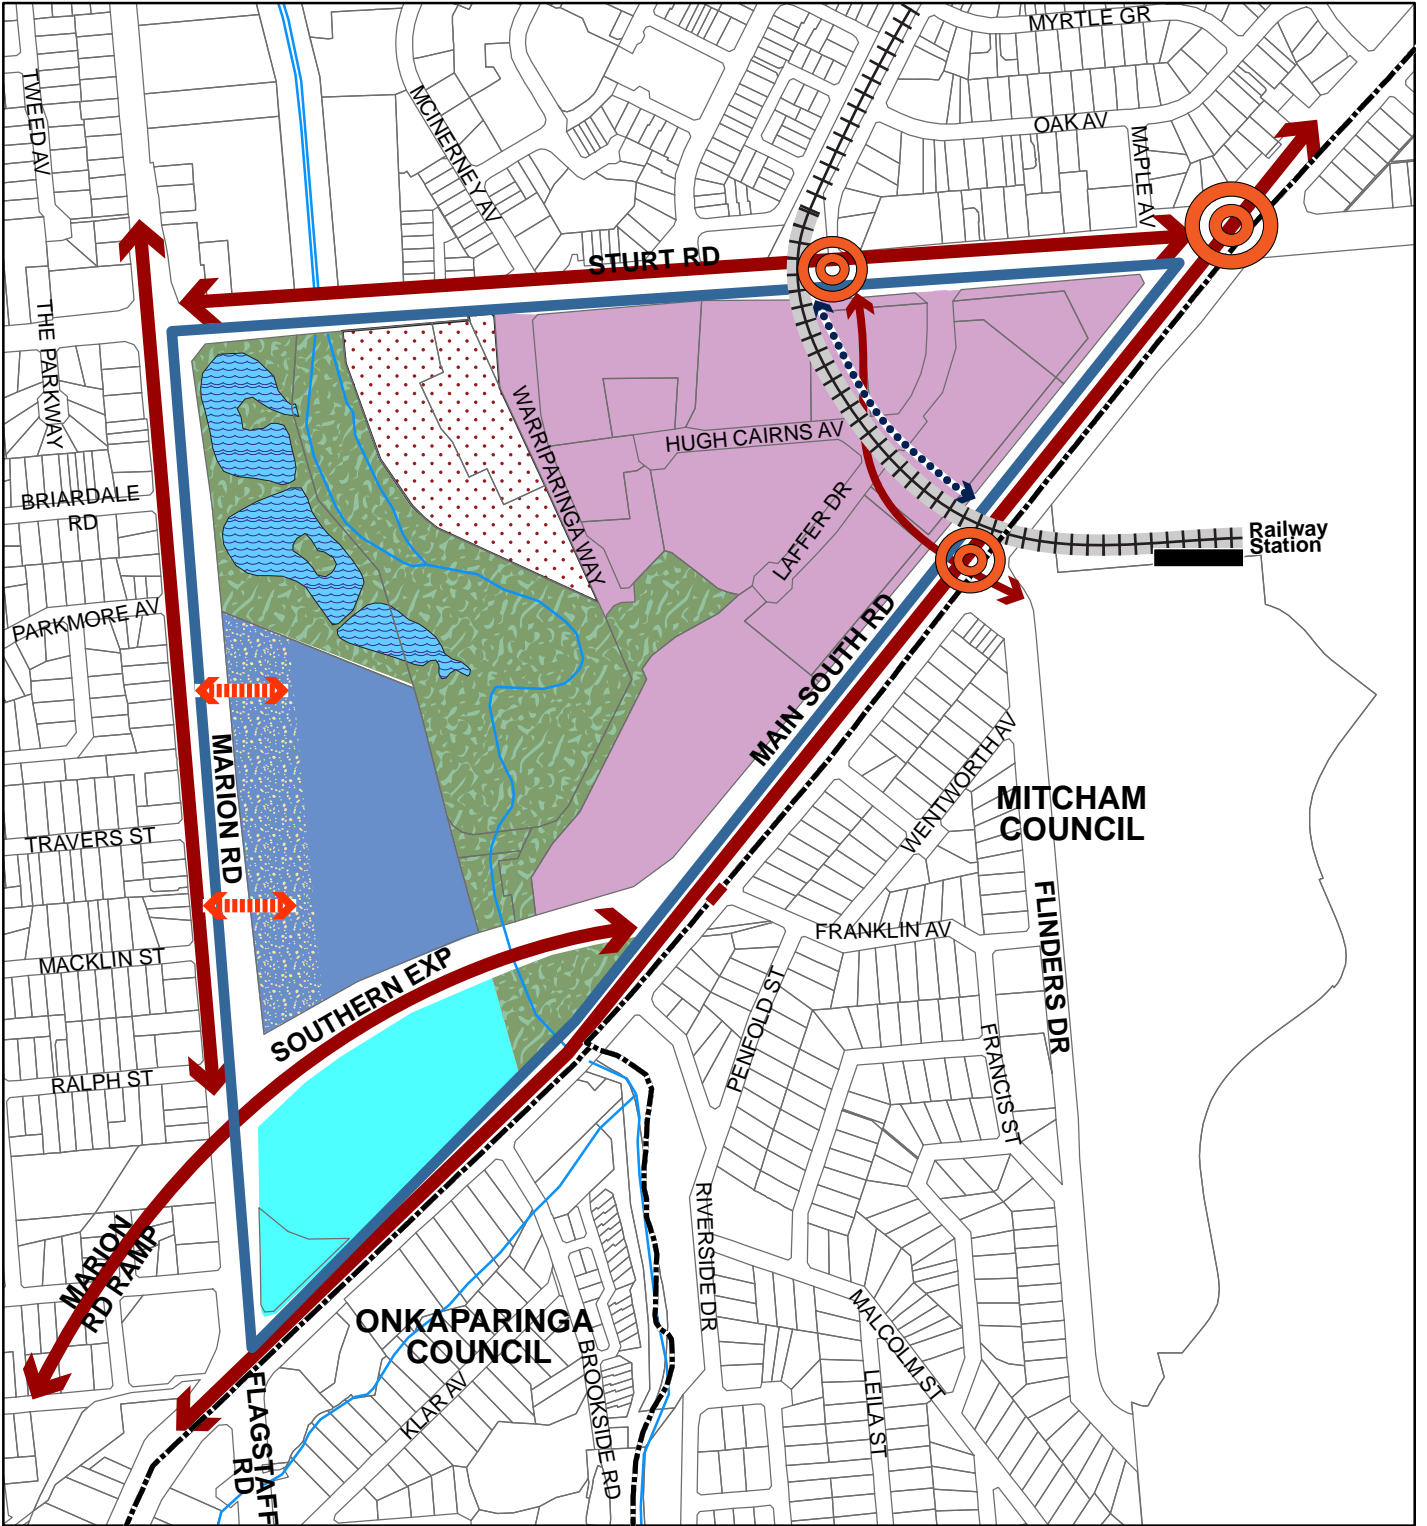 MYRTLE GR
TWEED AV
MCINERNEY AV
OAK AV
MAPLE AV
STURT RD
THE PARKWAY
WARRIPARINGA WAY
HUGH CAIRNS AV
BRIARDALE
RD
LAFFER DR
Railway
Station
PARKMORE AV
MAIN SOUTH RD
MARION RD
WENTWORTH AV
MITCHAM
COUNCIL
TRAVERS ST
FLINDERS DR
FRANKLIN AV
MACKLIN ST
SOUTHERN EXP
PENFOLD ST
FRANCIS ST
RALPH ST
MARION
RD RAMP
RIVERSIDE DR
ONKAPARINGA
COUNCIL
MALCOLM ST
KLAR AV
BROOKSIDE RD
LEILA ST
FLAGSTAFF
RD